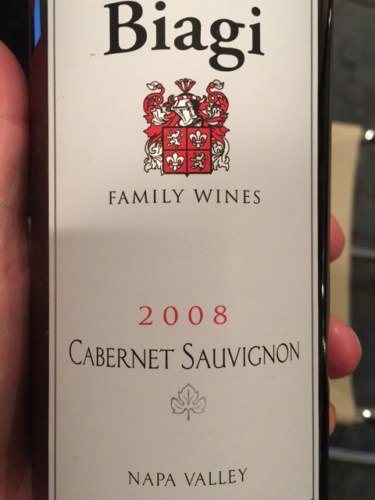 Biagi
FAMILY WINES
2008
CABERNET SAUVIGNON
NAPA VALLEY